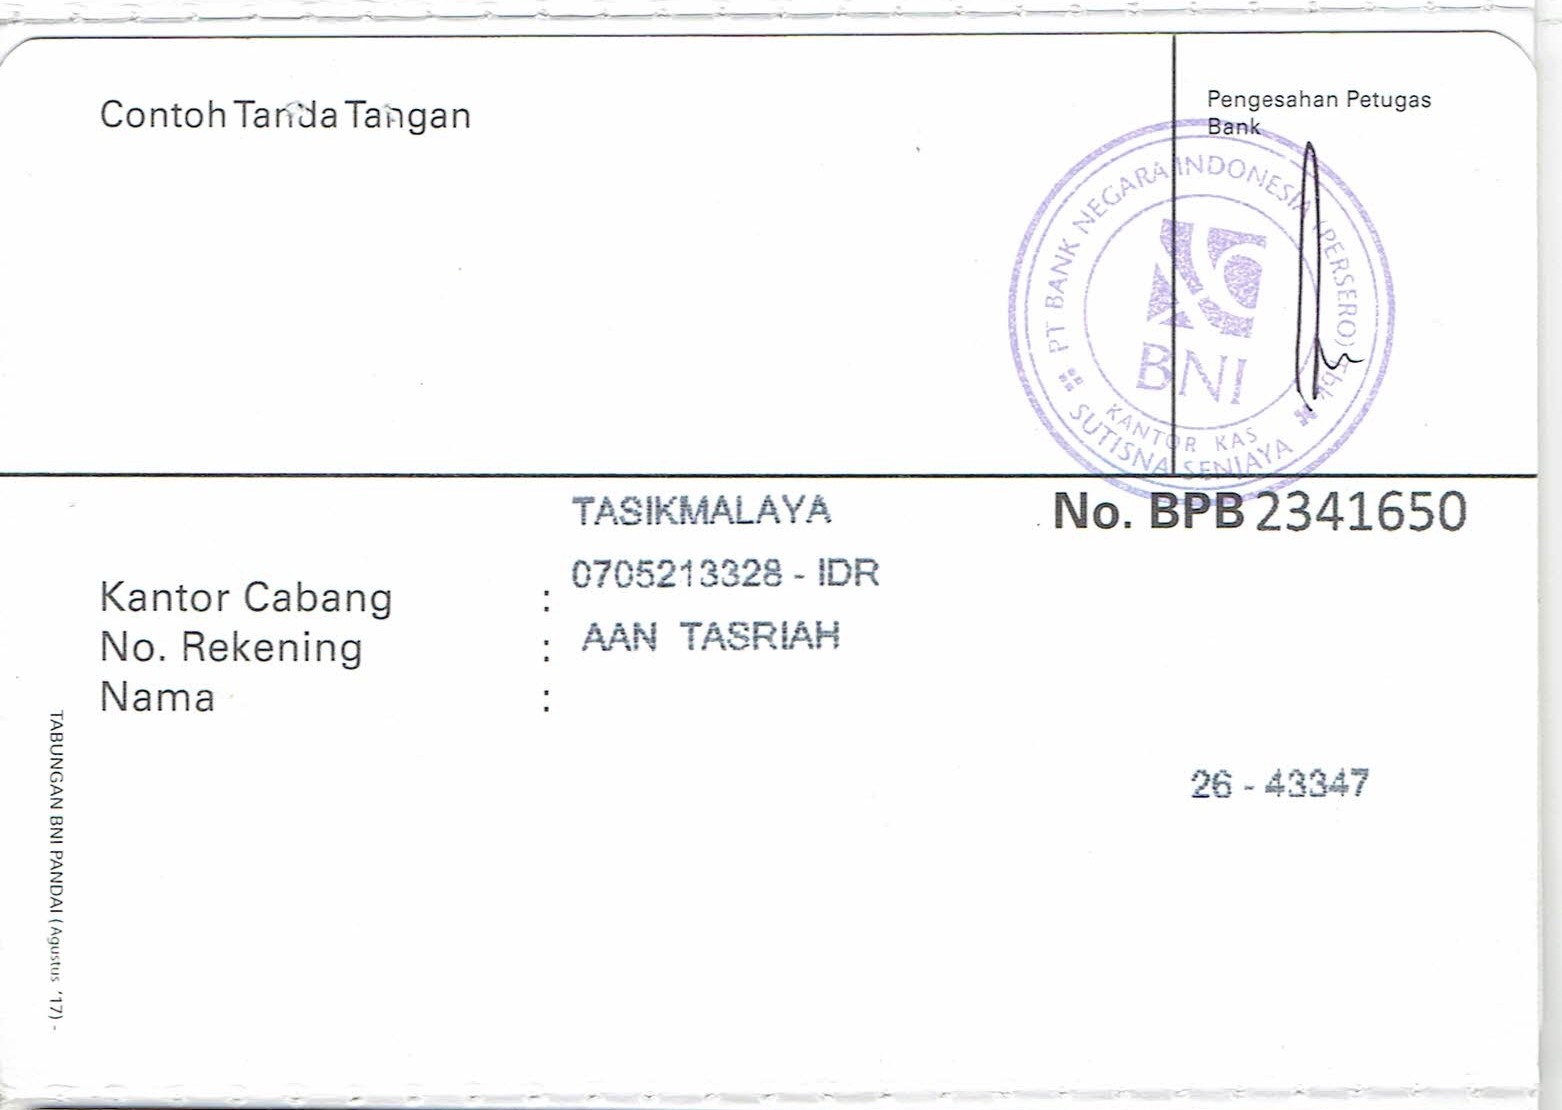 Contoh Tanda Tangan
Pengesahan Petugas
Bank
PT BANK NEGARA INDONESIA (PERSERO) Tbk
BNI
KANTOR KAS
SUTISNA SENJAYA
TASIKMALAYA
No. BPB 2341650
0705213328 - IDR
Kantor Cabang :
AAN TASRIAH
No. Rekening :
Nama :
26 - 43347
TABUNGAN BNI PANDAI (Agustus '17) -